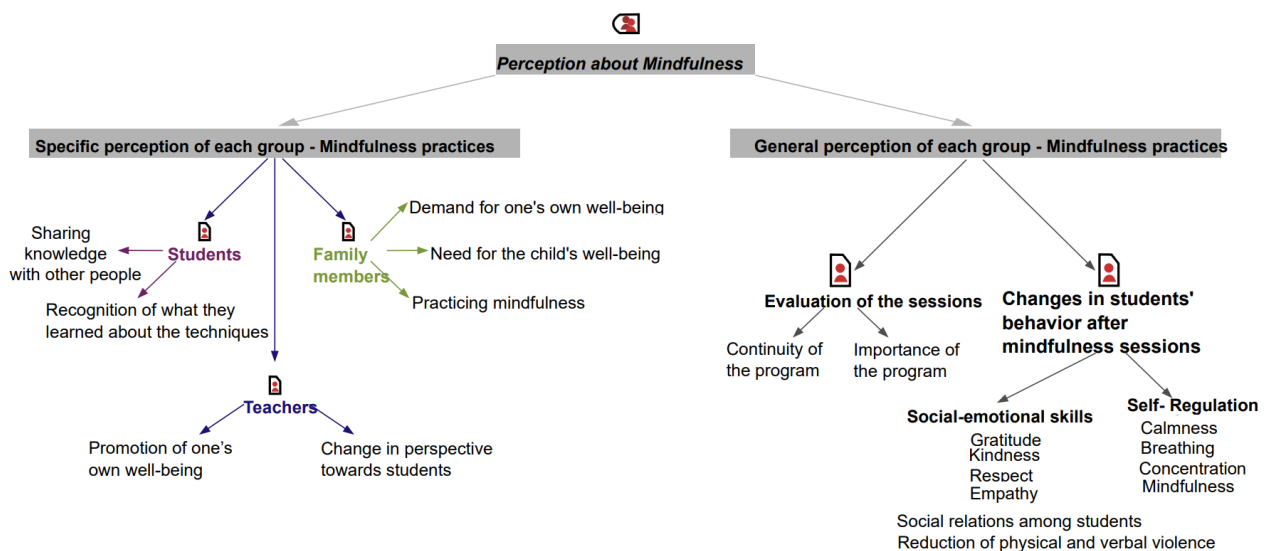 Perception about Mindfulness
Specific perception of each group - Mindfulness practices
General perception of each group - Mindfulness practices
Students
Sharing
knowledge
with other people
Recognition of what they
learned about the techniques
Family
members
Demand for one's own well-being
Need for the child's well-being
Practicing mindfulness
Teachers
Promotion of one’s
own well-being
Change in perspective
towards students
Evaluation of the sessions
Continuity of
the program
Importance of
the program
Changes in students'
behavior after
mindfulness sessions
Social-emotional skills
Gratitude
Kindness
Respect
Empathy
Social relations among students
Reduction of physical and verbal violence
Self- Regulation
Calmness
Breathing
Concentration
Mindfulness